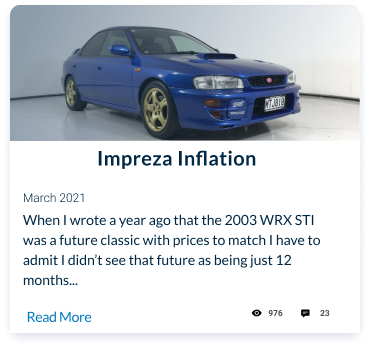 MTJ818
Impreza Inflation
March 2021
When I wrote a year ago that the 2003 WRX STI
was a future classic with prices to match I have to
admit I didn’t see that future as being just 12
months...
Read More
976
23